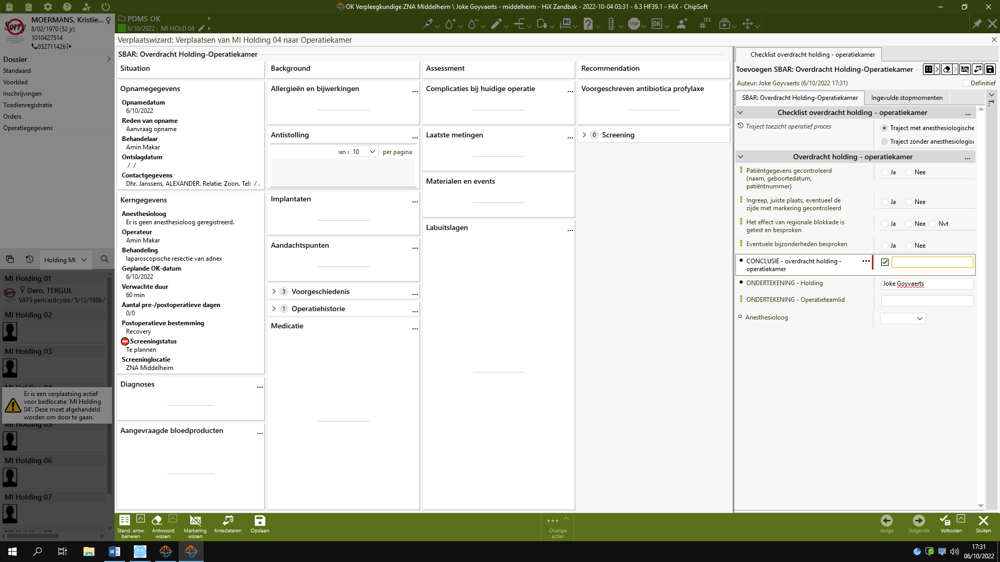 OK Verpleegkundige ZNA Middelheim \ Joke Goyvaerts - middelheim - HiX Zandbak - 2022-10-04 03:31 - 6.3 HF39.1 - HiX - ChipSoft
Sorry
MOERMANS, Kristie...
8/02/1970 (52 jr)
1010427514
032711426
PDMS OK
6/10/2022 : MI HOLD 04
RE
STOP
OK
#123
Dossier
Standaard
Voorblad
Inschrijvingen
Toedienregistratie
Orders
Operatiegegevens
Holding MI
MI Holding 01
Dero, TEKGUL
VATS pericardcyste / 5/12/1986 /
MI Holding 02
MI Holding 03
Er is een verplaatsing actief
voor bedlocatie 'MI Holding
04'. Deze moet afgehandeld
worden om door te gaan.
MI Holding 05
MI Holding 06
MI Holding 07
Verplaatswizard: Verplaatsen van MI Holding 04 naar Operatiekamer
SBAR: Overdracht Holding-Operatiekamer
Situation
Opnamegegevens
Opnamedatum
6/10/2022
Reden van opname
Aanvraag opname
Behandelaar
Amin Makar
Ontslagdatum
/ /
Contactgegevens
Dhr. Janssens, ALEXANDER. Relatie: Zoon. Tel: / .
Kerngegevens
Anesthesioloog
Er is geen anesthesioloog geregistreerd.
Operateur
Amin Makar
Behandeling
laparoscopische resectie van adnex
Geplande OK-datum
6/10/2022
Verwachte duur
60 min
Aantal pre-/postoperatieve dagen
0/0
Postoperatieve bestemming
Recovery
Screeningstatus
Te plannen
Screeninglocatie
ZNA Middelheim
Diagnoses
...
Aangevraagde bloedproducten
...
Background
Allergieën en bijwerkingen
...
Antistolling
...
10
per pagina
Implantaten
...
Aandachtspunten
...
3 Voorgeschiedenis
...
1 Operatiehistorie
...
Medicatie
...
Assessment
Complicaties bij huidige operatie
...
Laatste metingen
...
Materialen en events
Labuitslagen
...
Recommendation
Voorgeschreven antibiotica profylaxe
0 Screening
Checklist overdracht holding - operatiekamer
Toevoegen SBAR: Overdracht Holding-Operatiekamer
Auteur: Joke Goyvaerts (6/10/2022 17:31)
Definitief
SBAR: Overdracht Holding-Operatiekamer
Ingevulde stopmomenten
Checklist overdracht holding - operatiekamer
...
Traject toezicht operatief proces
Traject met anesthesiologische
Traject zonder anesthesiologisc
Overdracht holding - operatiekamer
...
Patiëntgegevens gecontroleerd
(naam, geboortedatum,
patiëntnummer)
Ja Nee
Ingreep, juiste plaats, eventueel de
zijde met markering gecontroleerd
Ja Nee
Het effect van regionale blokkade is
getest en besproken
Ja Nee Nvt
Eventuele bijzonderheden besproken
Ja Nee
CONCLUSIE - overdracht holding -
operatiekamer
...
ONDERTEKENING - Holding
Joke Goyvaerts
ONDERTEKENING - Operatieteamlid
Anesthesioloog
Stand. antw.
beheren
Antwoord
wissen
Markering
wissen
Antedateren
Opslaan
Overige
acties
Vorige
Volgende
Voltooien
Sluiten
17:31
06/10/2022